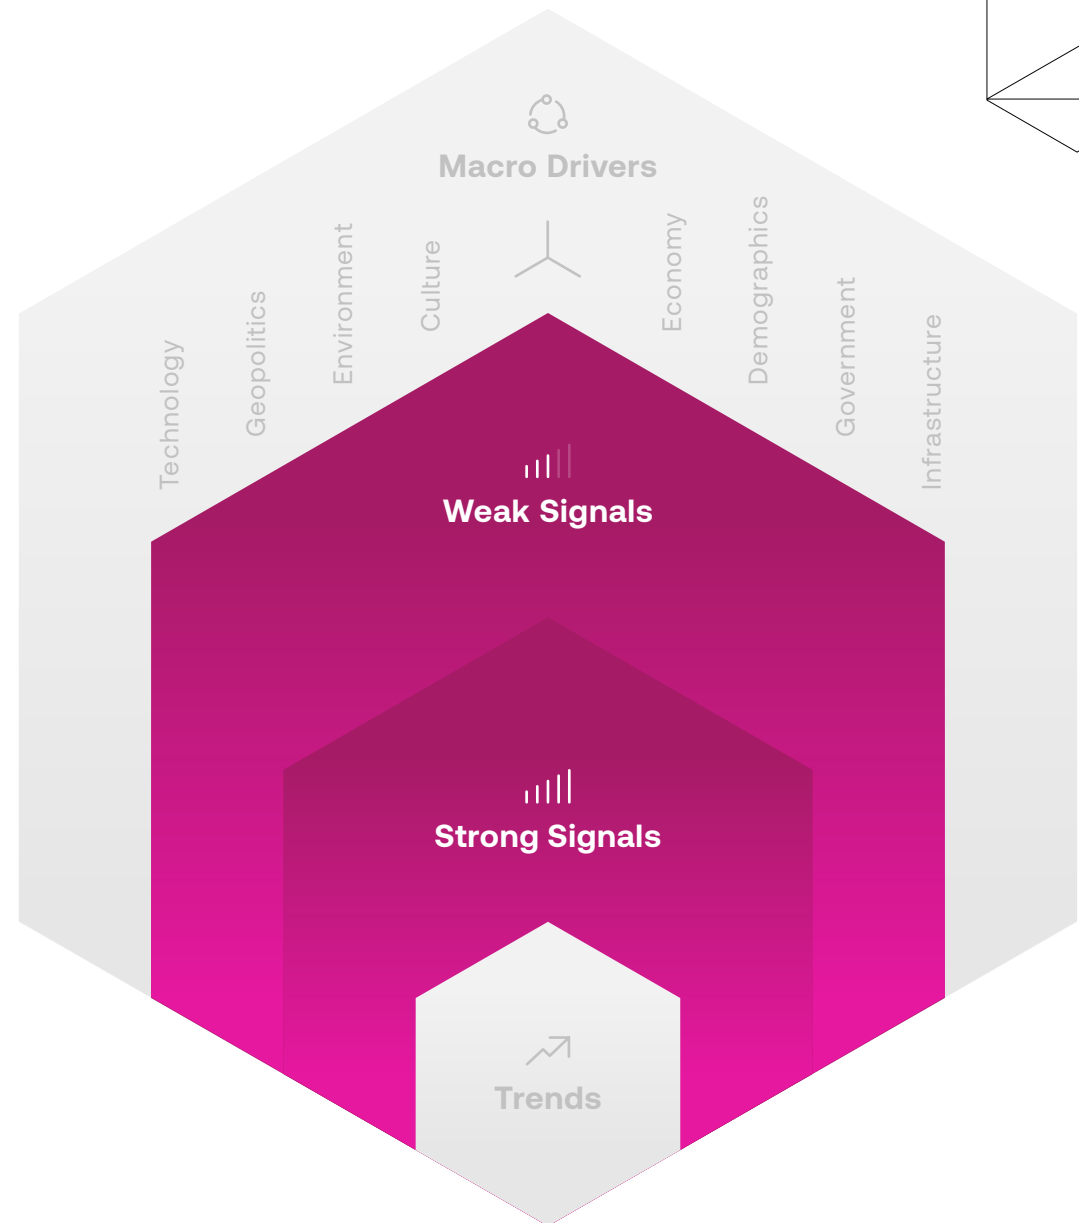 Macro Drivers
Technology
Geopolitics
Environment
Culture
Economy
Demographics
Government
Infrastructure
Weak Signals
Strong Signals
Trends